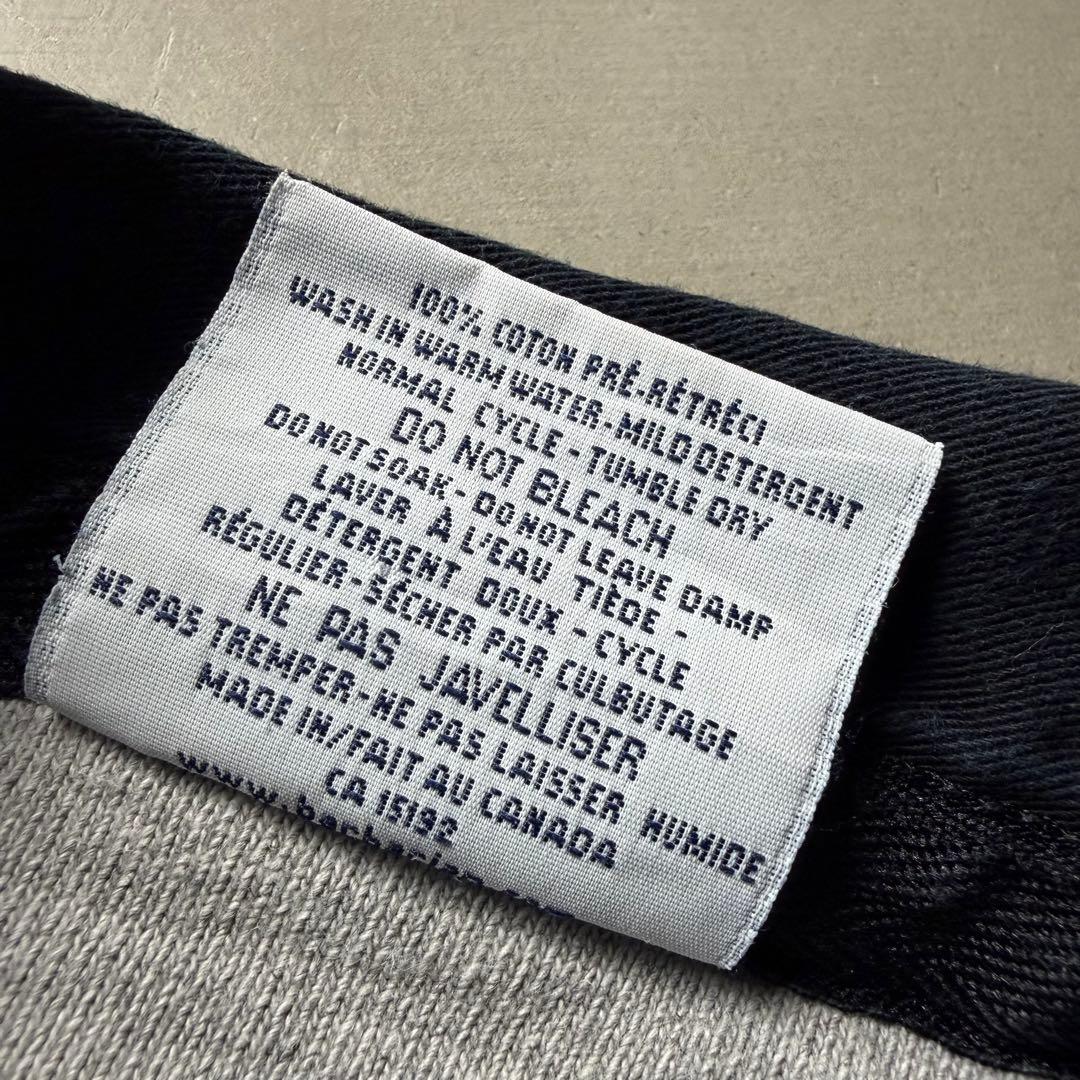 100% COTON PRÉ-RÉTRÉCI
WASH IN WARM WATER-MILD DETERGENT
NORMAL CYCLE-TUMBLE DRY
DO NOT BLEACH
DO NOT SOAK-DO NOT LEAVE DAMP
LAVER À L'EAU TIÈDE -
DÉTERGENT DOUX -CYCLE
RÉGULIER-SÉCHER PAR CULBUTAGE
NE PAS JAVELLISER
NE PAS TREMPER-NE PAS LAISSER HUMIDE
MADE IN/FAIT AU CANADA
CA 15192